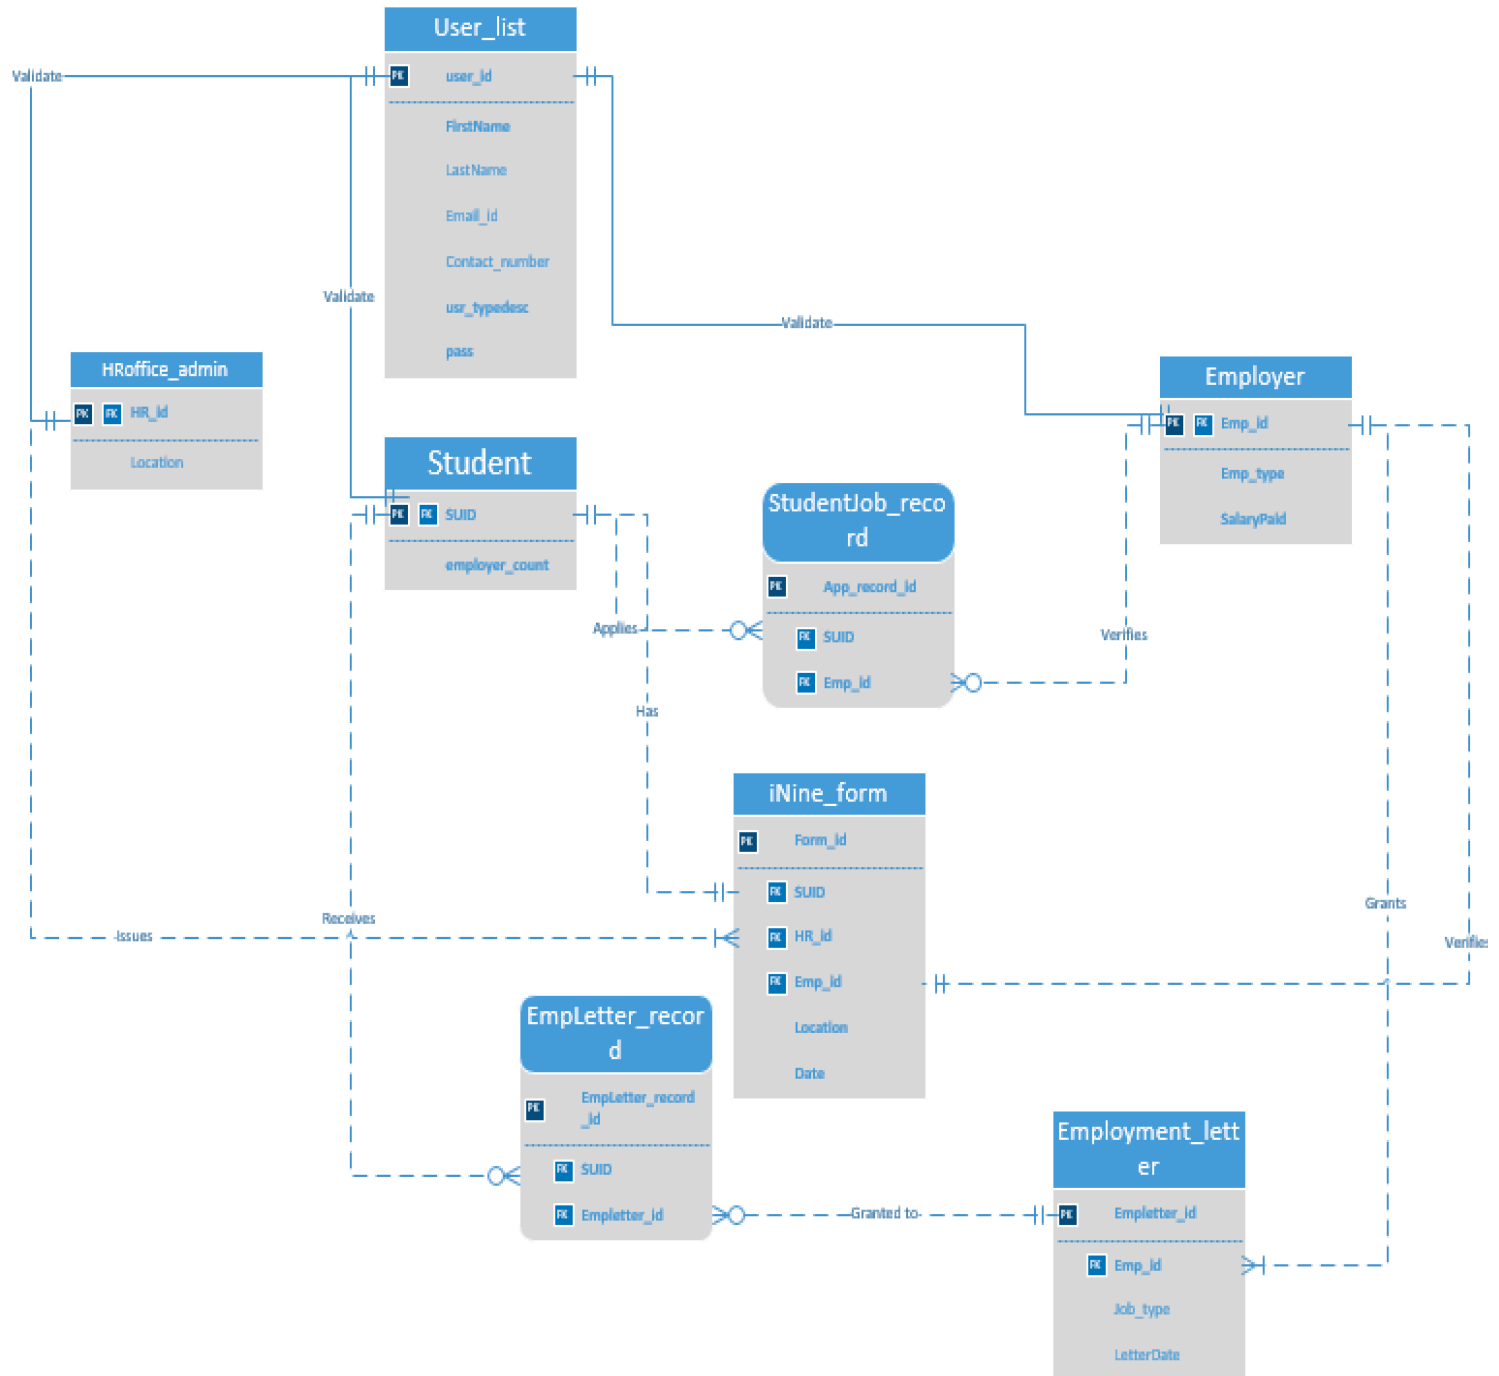 User_list
Validate
PK user_id
FirstName
LastName
Email_id
Contact_number
usr_typedesc
pass
Validate
Validate
HRoffice_admin
PK FK HR_id
Location
Employer
PK FK Emp_id
Emp_type
SalaryPaid
Student
PK FK SUID
employer_count
StudentJob_reco
rd
PK App_record_id
FK SUID
FK Emp_id
Applies
Verifies
Has
iNine_form
PK Form_id
FK SUID
FK HR_id
FK Emp_id
Location
Date
Receives
Issues
Grants
Verifies
EmpLetter_recor
d
PK EmpLetter_record
_id
FK SUID
FK Empletter_id
Granted to
Employment_lett
er
PK Empletter_id
FK Emp_id
Job_type
LetterDate